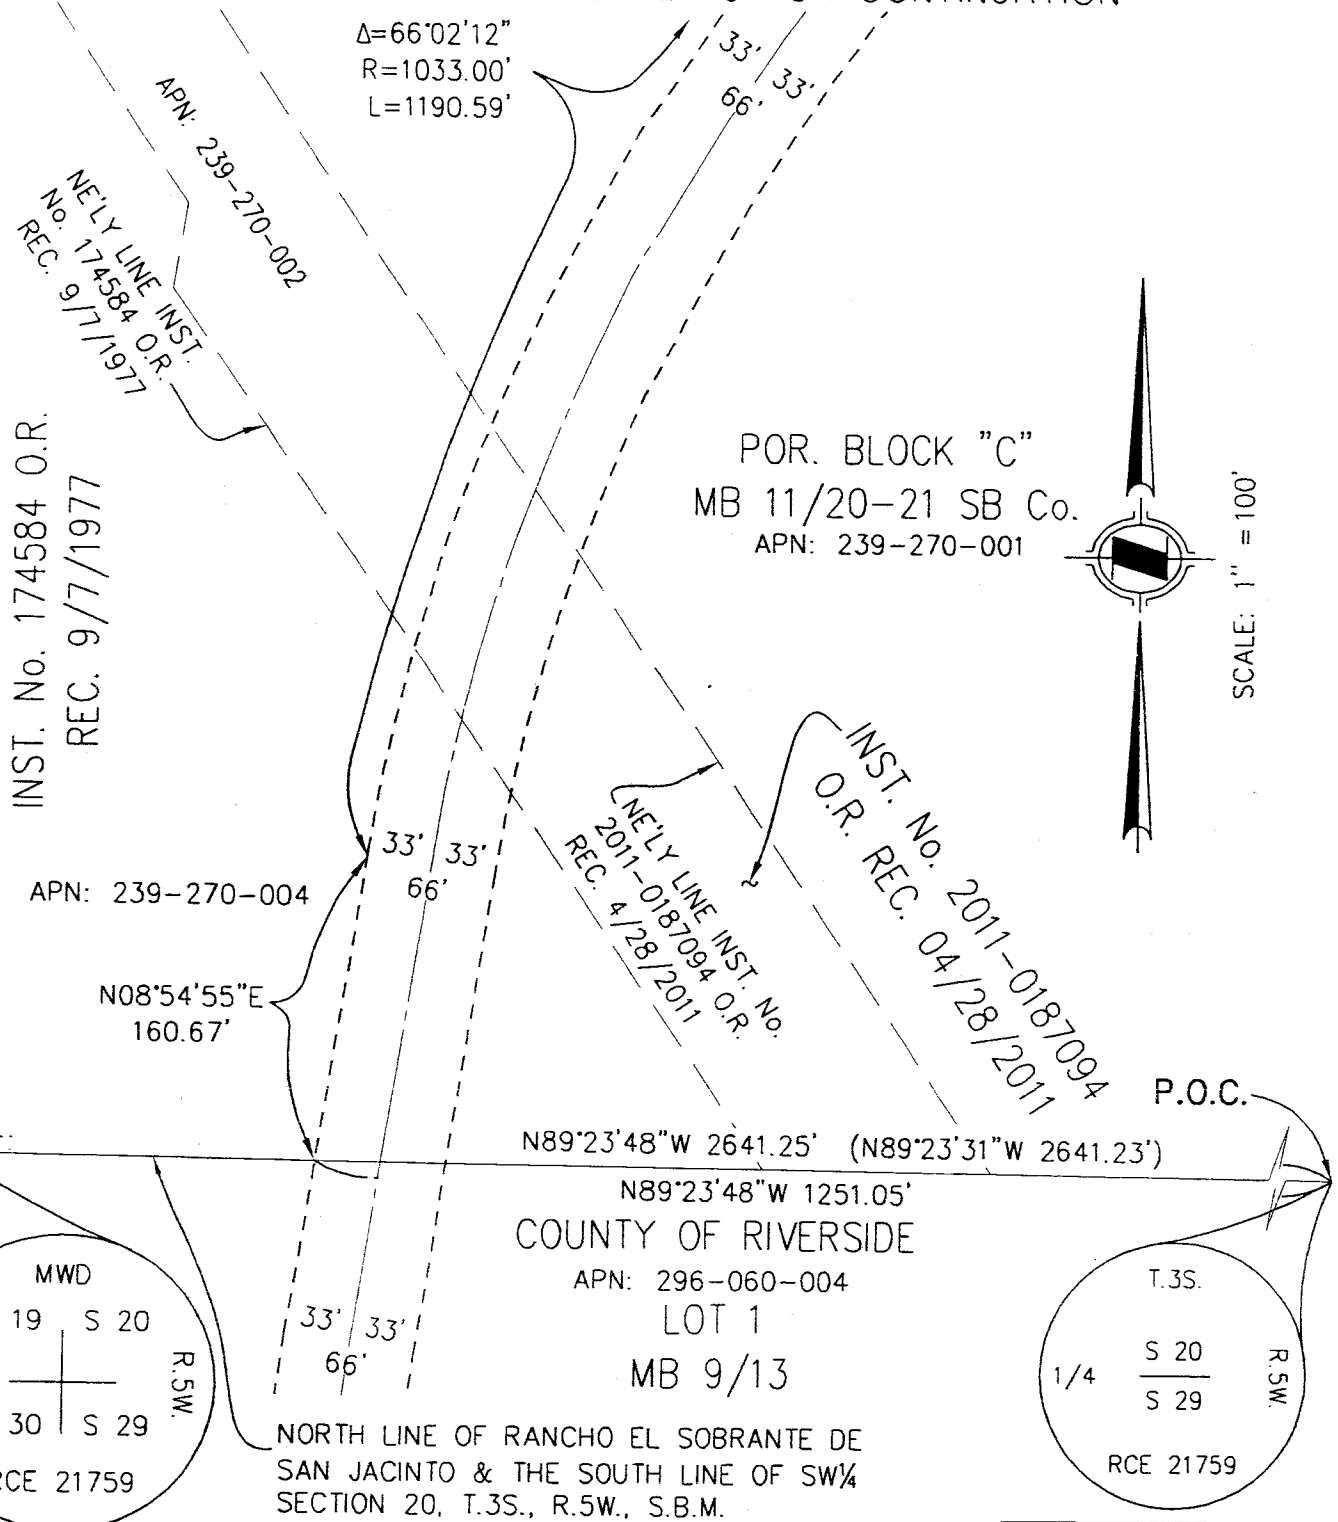 CONTINUATION
Δ=66°02'12"
R=1033.00'
L=1190.59'
33' 33'
66'
APN: 239-270-002
NE'LY LINE INST.
No. 174584 O.R.
REC. 9/7/1977
INST. No. 174584 O.R.
REC. 9/7/1977
POR. BLOCK "C"
MB 11/20-21 SB Co.
APN: 239-270-001
SCALE: 1" = 100'
INST. No. 2011-0187094
O.R. REC. 04/28/2011
NE'LY LINE INST. No.
2011-0187094 O.R.
REC. 4/28/2011
33' 33'
66'
APN: 239-270-004
N08°54'55"E
160.67'
P.O.C.
N89°23'48"W 2641.25' (N89°23'31"W 2641.23')
N89°23'48"W 1251.05'
COUNTY OF RIVERSIDE
APN: 296-060-004
LOT 1
MB 9/13
33' 33'
66'
MWD
19 S 20
30 S 29
R.5W.
RCE 21759
T.3S.
1/4
S 20
S 29
R.5W.
RCE 21759
NORTH LINE OF RANCHO EL SOBRANTE DE
SAN JACINTO & THE SOUTH LINE OF SW¼
SECTION 20, T.3S., R.5W., S.B.M.